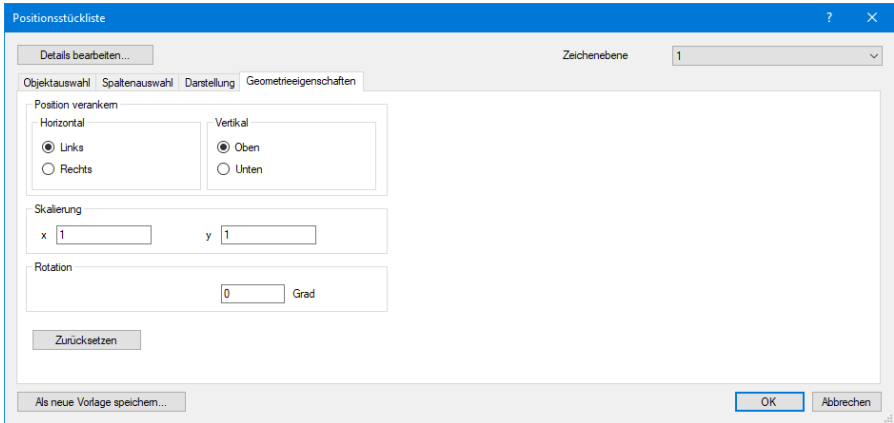 Positionsstückliste
Details bearbeiten...
Zeichenebene 1
Objektauswahl Spaltenauswahl Darstellung Geometrieeigenschaften
Position verankern
Horizontal Vertikal
Links Oben
Rechts Unten
Skalierung
x 1 y 1
Rotation
0 Grad
Zurücksetzen
Als neue Vorlage speichern... OK Abbrechen